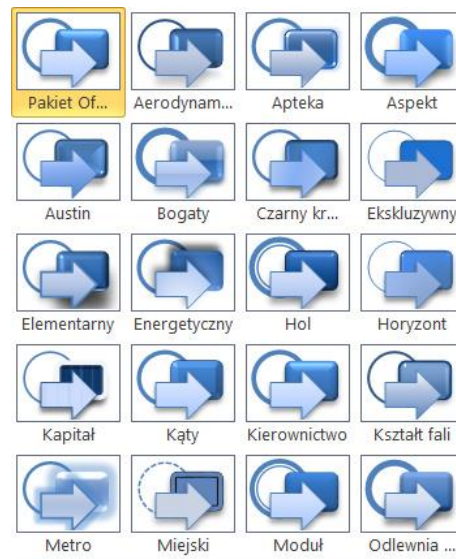 Pakiet Of... Aerodynam... Apteka Aspekt
Austin Bogaty Czarny kr... Ekskluzywny
Elementarny Energetyczny Hol Horyzont
Kapitał Kąty Kierownictwo Kształt fali
Metro Miejski Moduł Odlewnia ...